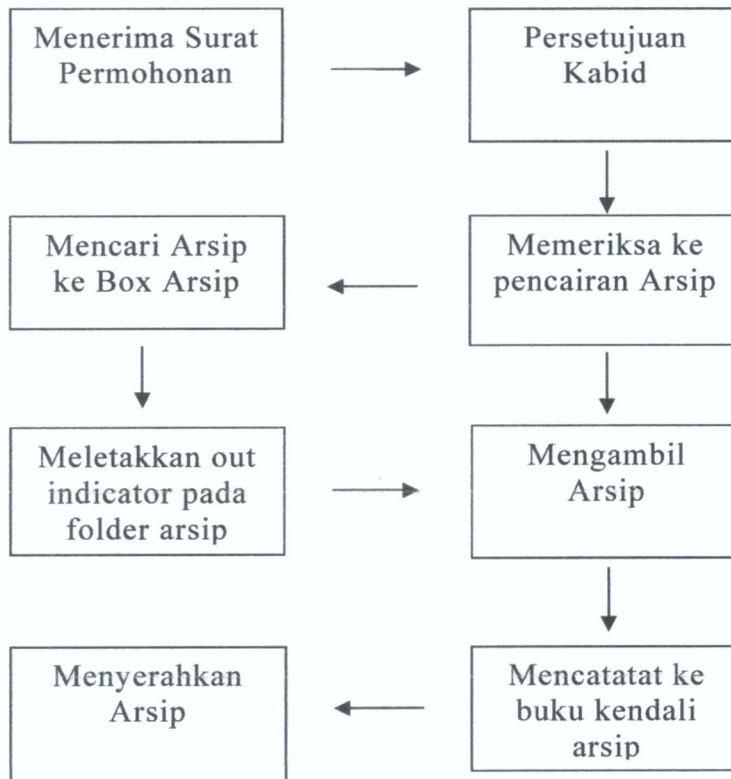 Menerima Surat
Permohonan
Persetujuan
Kabid
Mencari Arsip
ke Box Arsip
Memeriksa ke
pencairan Arsip
Meletakkan out
indicator pada
folder arsip
Mengambil
Arsip
Menyerahkan
Arsip
Mencatatat ke
buku kendali
arsip